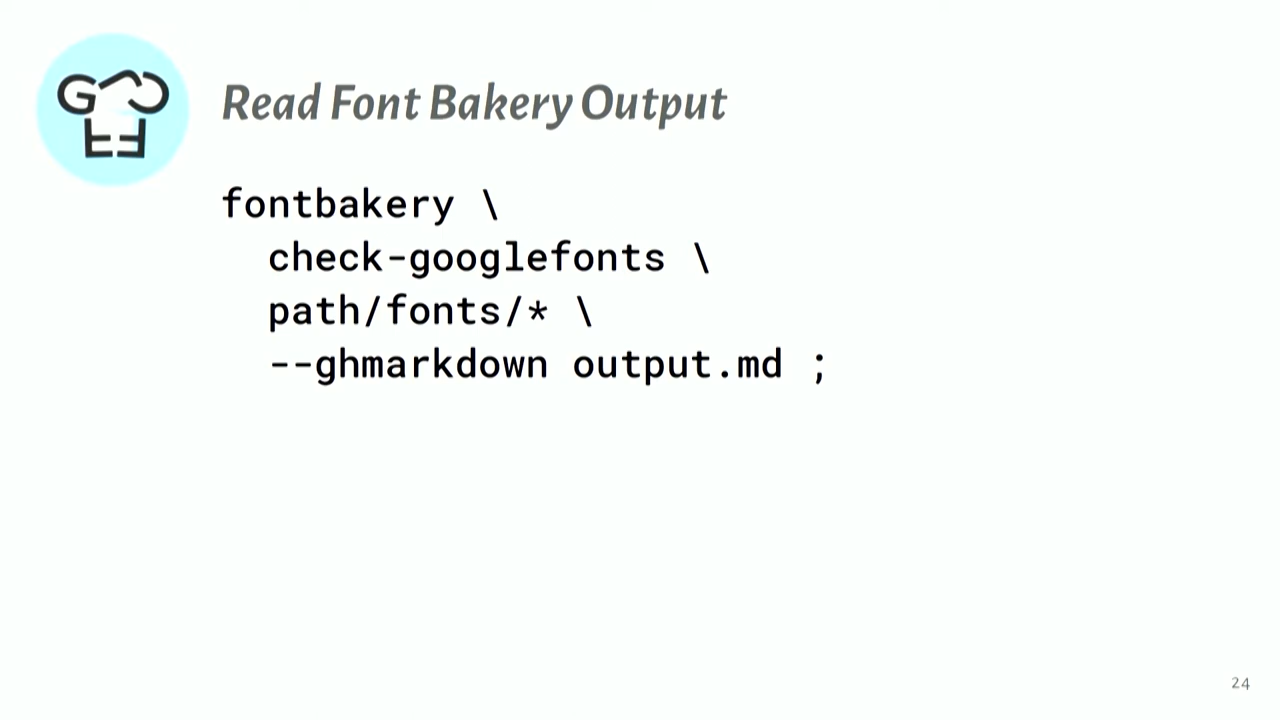 Read Font Bakery Output
fontbakery \
check-googlefonts \
path/fonts/* \
--ghmarkdown output.md ;
24